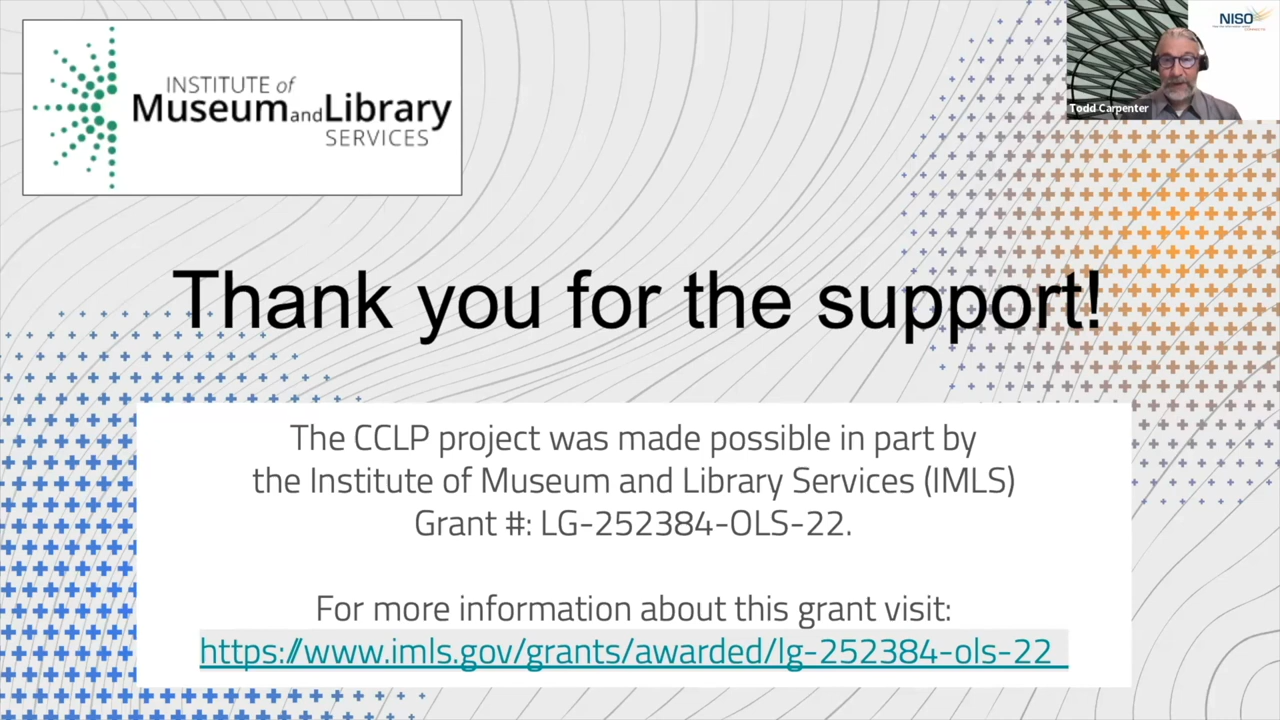 INSTITUTE of
Museum and Library
SERVICES
NISO
Todd Carpenter
Thank you for the support!
The CCLP project was made possible in part by
the Institute of Museum and Library Services (IMLS)
Grant #: LG-252384-OLS-22.
For more information about this grant visit:
https://www.imls.gov/grants/awarded/lg-252384-ols-22